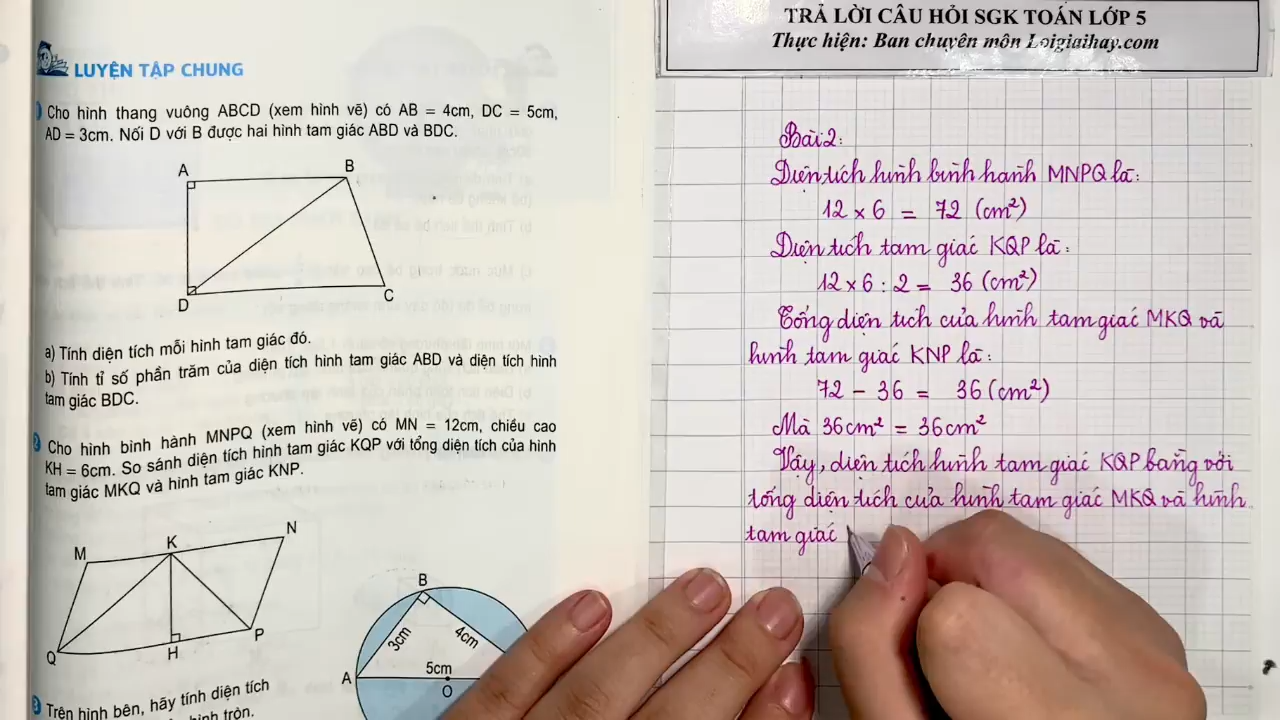 LUYỆN TẬP CHUNG
Cho hình thang vuông ABCD (xem hình vẽ) có AB = 4cm, DC = 5cm,
AD = 3cm. Nối D với B được hai hình tam giác ABD và BDC.
A
B
D
C
a) Tính diện tích mỗi hình tam giác đó.
b) Tính tỉ số phần trăm của diện tích hình tam giác ABD và diện tích hình
tam giác BDC.
2 Cho hình bình hành MNPQ (xem hình vẽ) có MN = 12cm, chiều cao
KH = 6cm. So sánh diện tích hình tam giác KQP với tổng diện tích của hình
tam giác MKQ và hình tam giác KNP.
M
K
N
Q
H
P
3 Trên hình bên, hãy tính diện tích
hình tròn.
B
3cm
4cm
A
5cm
O
TRẢ LỜI CÂU HỎI SGK TOÁN LỚP 5
Thực hiện: Ban chuyên môn Loigiaihay.com
Bài 2:
Diện tích hình bình hành MNPQ là:
12 × 6 = 72 (cm²)
Diện tích tam giác KQP là:
12 × 6 : 2 = 36 (cm²)
Tổng diện tích của hình tam giác MKQ và
hình tam giác KNP là:
72 – 36 = 36 (cm²)
Mà 36cm² = 36cm²
Vậy, diện tích hình tam giác KQP bằng với
tổng diện tích của hình tam giác MKQ và hình
tam giác